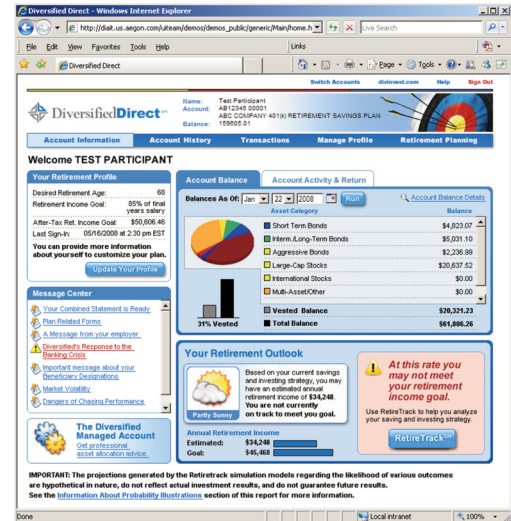 Diversified Direct - Windows Internet Explorer
http://diait.us.aegon.com/uiteam/demos/demos_public/generic/Main/home.h
Live Search
File Edit View Favorites Tools Help
Links
Diversified Direct
Page Tools
Switch Accounts divinvest.com Help Sign Out
DiversifiedDirect
Name: Test Participant
Account: AB12345 00001
ABC COMPANY 401(k) RETIREMENT SAVINGS PLAN
Balance: 159605.01
Account Information Account History Transactions Manage Profile Retirement Planning
Welcome TEST PARTICIPANT
Your Retirement Profile
Desired Retirement Age: 68
Retirement Income Goal: 85% of final years salary
After-Tax Ret. Income Goal: $50,606.46
Last Sign-In: 05/16/2008 at 2:30 pm EST
You can provide more information
about yourself to customize your plan.
Update Your Profile
Message Center
Your Combined Statement is Ready
Plan Related Forms
A Message from your employer
Diversified's Response to the
Banking Crisis
Important message about your
Beneficiary Designations
Market Volatility
Dangers of Chasing Performance
The Diversified
Managed Account
Get professional
asset allocation advice.
Account Balance Account Activity & Return
Balances As Of: Jan 22 2008 Run Account Balance Details
Asset Category Balance
Short Term Bonds $4,823.07
Interm./Long-Term Bonds $5,031.10
Aggressive Bonds $2,236.99
Large-Cap Stocks $20,637.52
International Stocks $0.00
Multi-Asset/Other $0.00
Vested Balance $20,321.23
31% Vested Total Balance $61,886.26
Your Retirement Outlook
Partly Sunny
Based on your current savings
and investing strategy, you may
have an estimated annual
retirement income of $34,248.
You are not currently
on track to meet you goal.
Annual Retirement Income
Estimated: $34,248
Goal: $45,468
At this rate you
may not meet
your retirement
income goal.
Use RetireTrack to help you analyze
your saving and investing strategy.
RetireTrack
IMPORTANT: The projections generated by the Retiretrack simulation models regarding the likelihood of various outcomes
are hypothetical in nature, do not reflect actual investment results, and do not guarantee future results.
See the Information About Probability Illustrations section of this report for more information.
Done Local intranet 100%